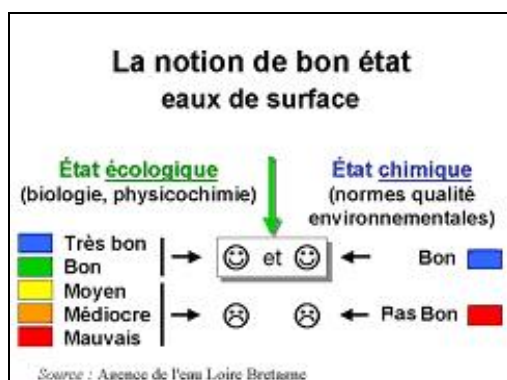 La notion de bon état
eaux de surface
État écologique
(biologie, physicochimie)
État chimique
(normes qualité
environnementales)
Très bon
Bon
Moyen
Médiocre
Mauvais
et
Bon
Pas Bon
Source : Agence de l'eau Loire Bretagne